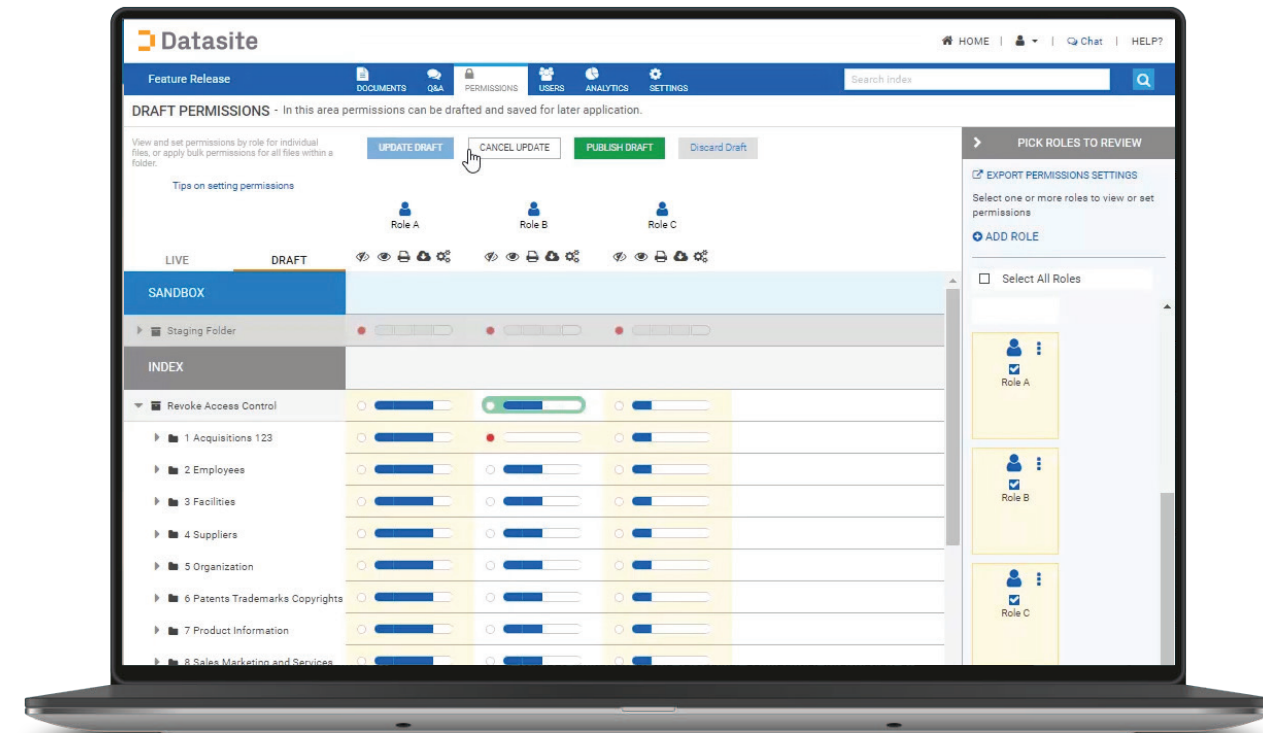 Datasite
HOME | | Chat | HELP?
Feature Release
DOCUMENTS
Q&A
PERMISSIONS
USERS
ANALYTICS
SETTINGS
Search index
DRAFT PERMISSIONS - In this area permissions can be drafted and saved for later application.
View and set permissions by role for individual
files, or apply bulk permissions for all files within a
folder.
Tips on setting permissions
UPDATE DRAFT
CANCEL UPDATE
PUBLISH DRAFT
Discard Draft
Role A
Role B
Role C
LIVE
DRAFT
SANDBOX
Staging Folder
INDEX
Revoke Access Control
1 Acquisitions 123
2 Employees
3 Facilities
4 Suppliers
5 Organization
6 Patents Trademarks Copyrights
7 Product Information
8 Sales Marketing and Services
PICK ROLES TO REVIEW
EXPORT PERMISSIONS SETTINGS
Select one or more roles to view or set
permissions
ADD ROLE
Select All Roles
Role A
Role B
Role C